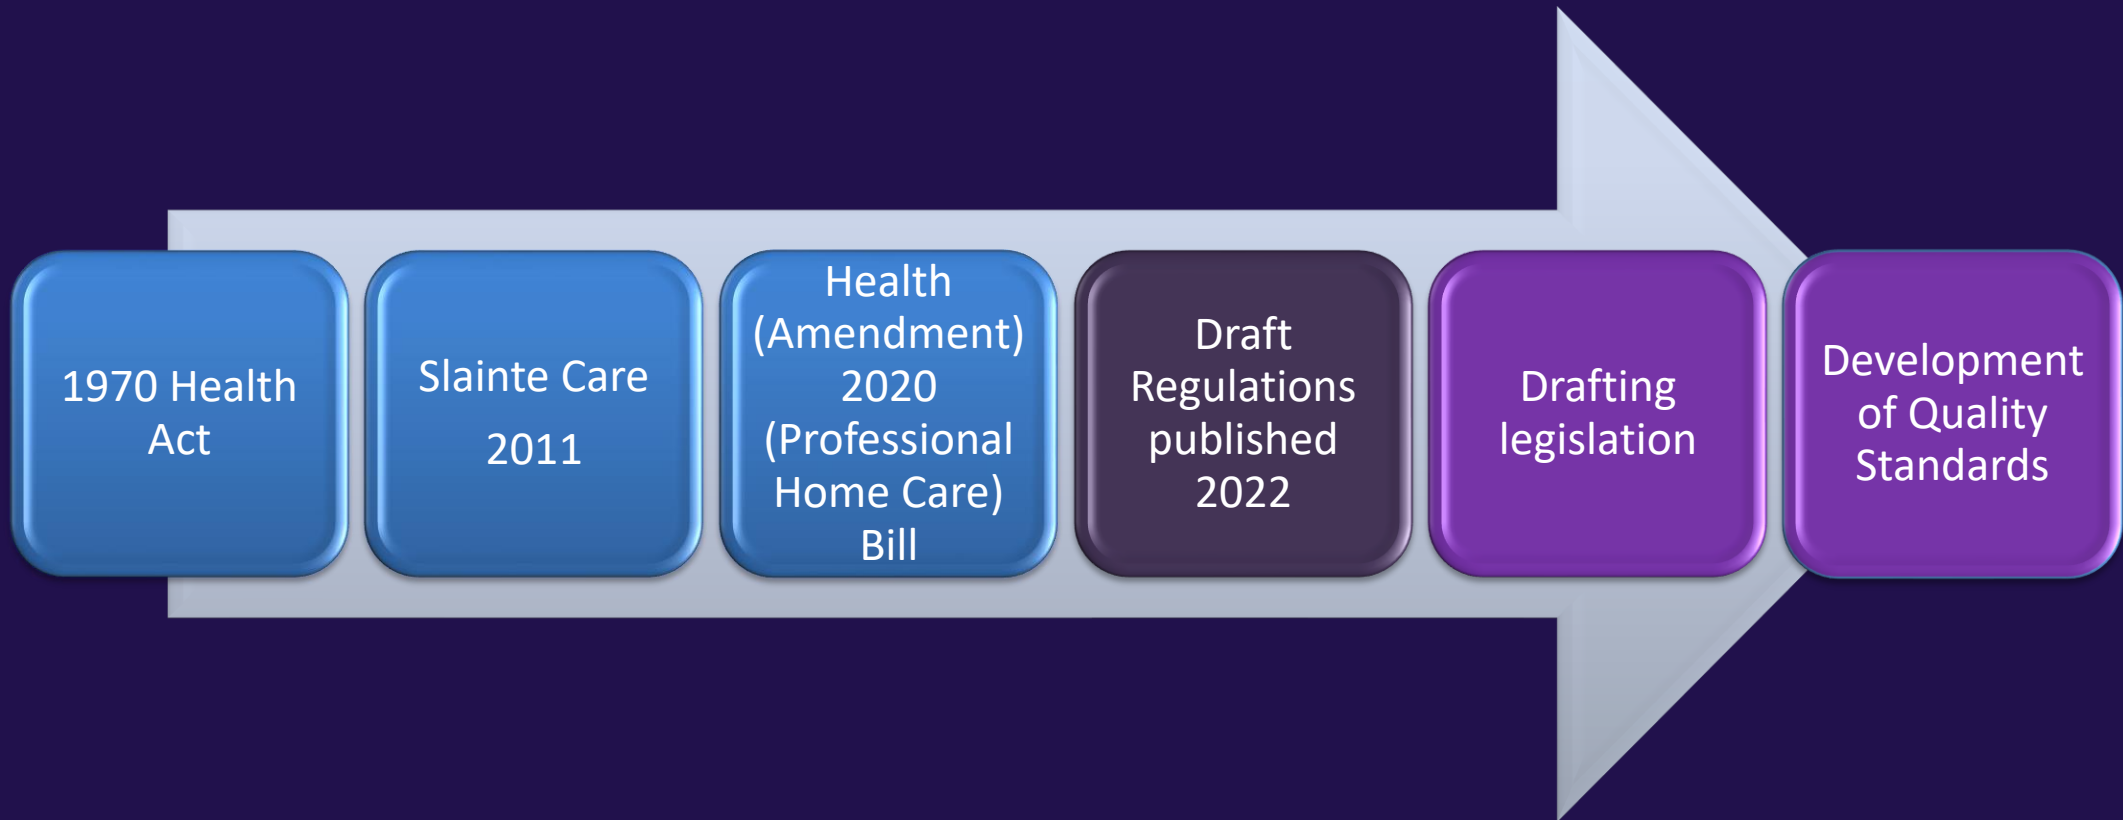 1970 Health
Act
Slainte Care
2011
Health
(Amendment)
2020
(Professional
Home Care)
Bill
Draft
Regulations
published
2022
Drafting
legislation
Development
of Quality
Standards